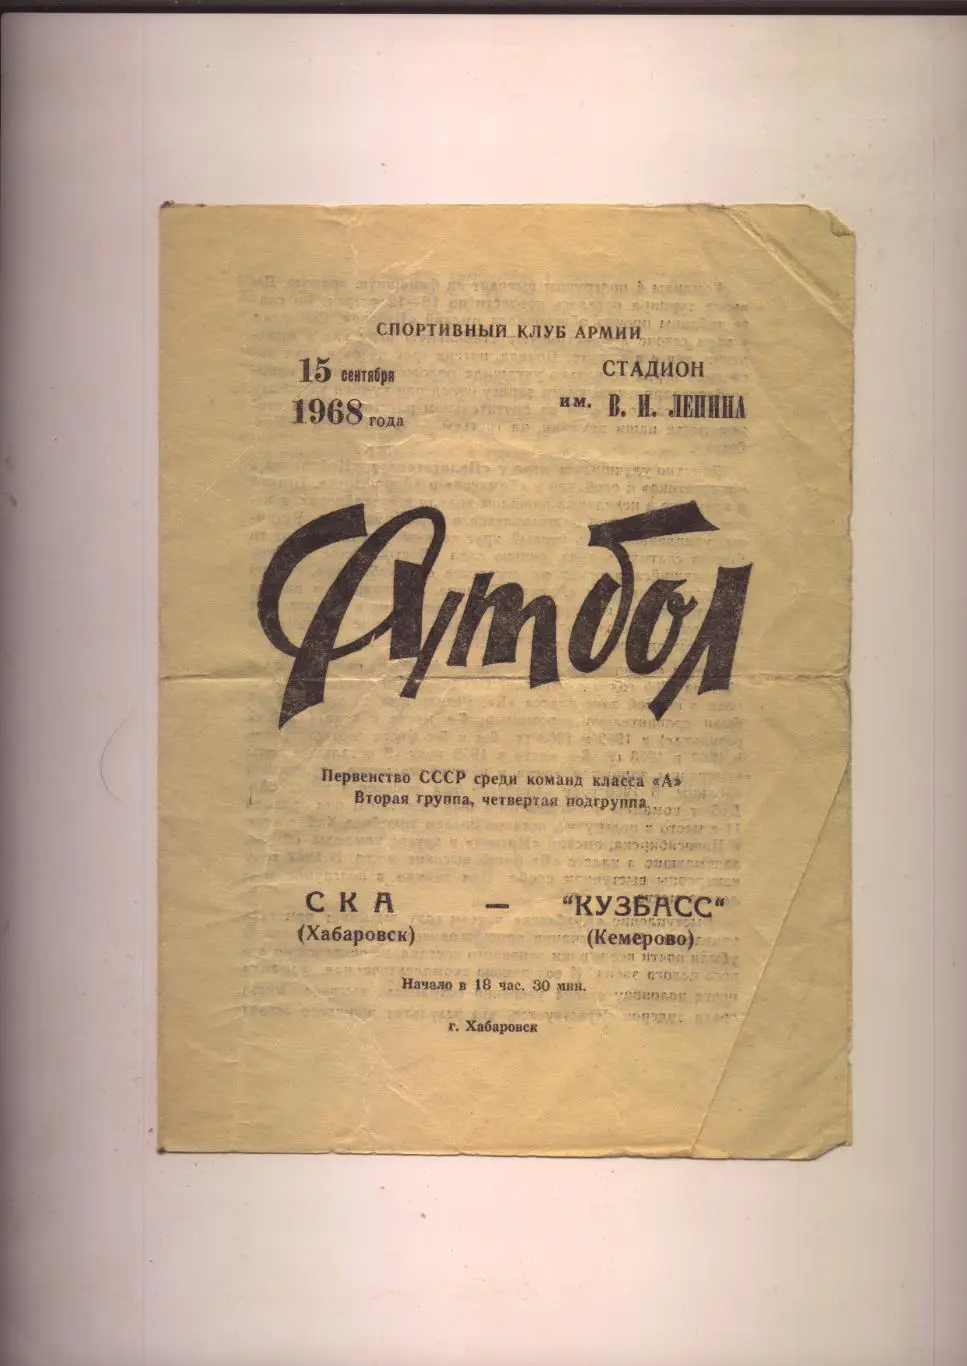 СПОРТИВНЫЙ КЛУБ АРМИИ
15 сентября
1968 года
СТАДИОН
им. В. И. ЛЕНИНА
Футбол
Первенство СССР среди команд класса «А»
Вторая группа, четвертая подгруппа
СКА — "КУЗБАСС"
(Хабаровск) (Кемерово)
Начало в 18 час. 30 мин.
г. Хабаровск